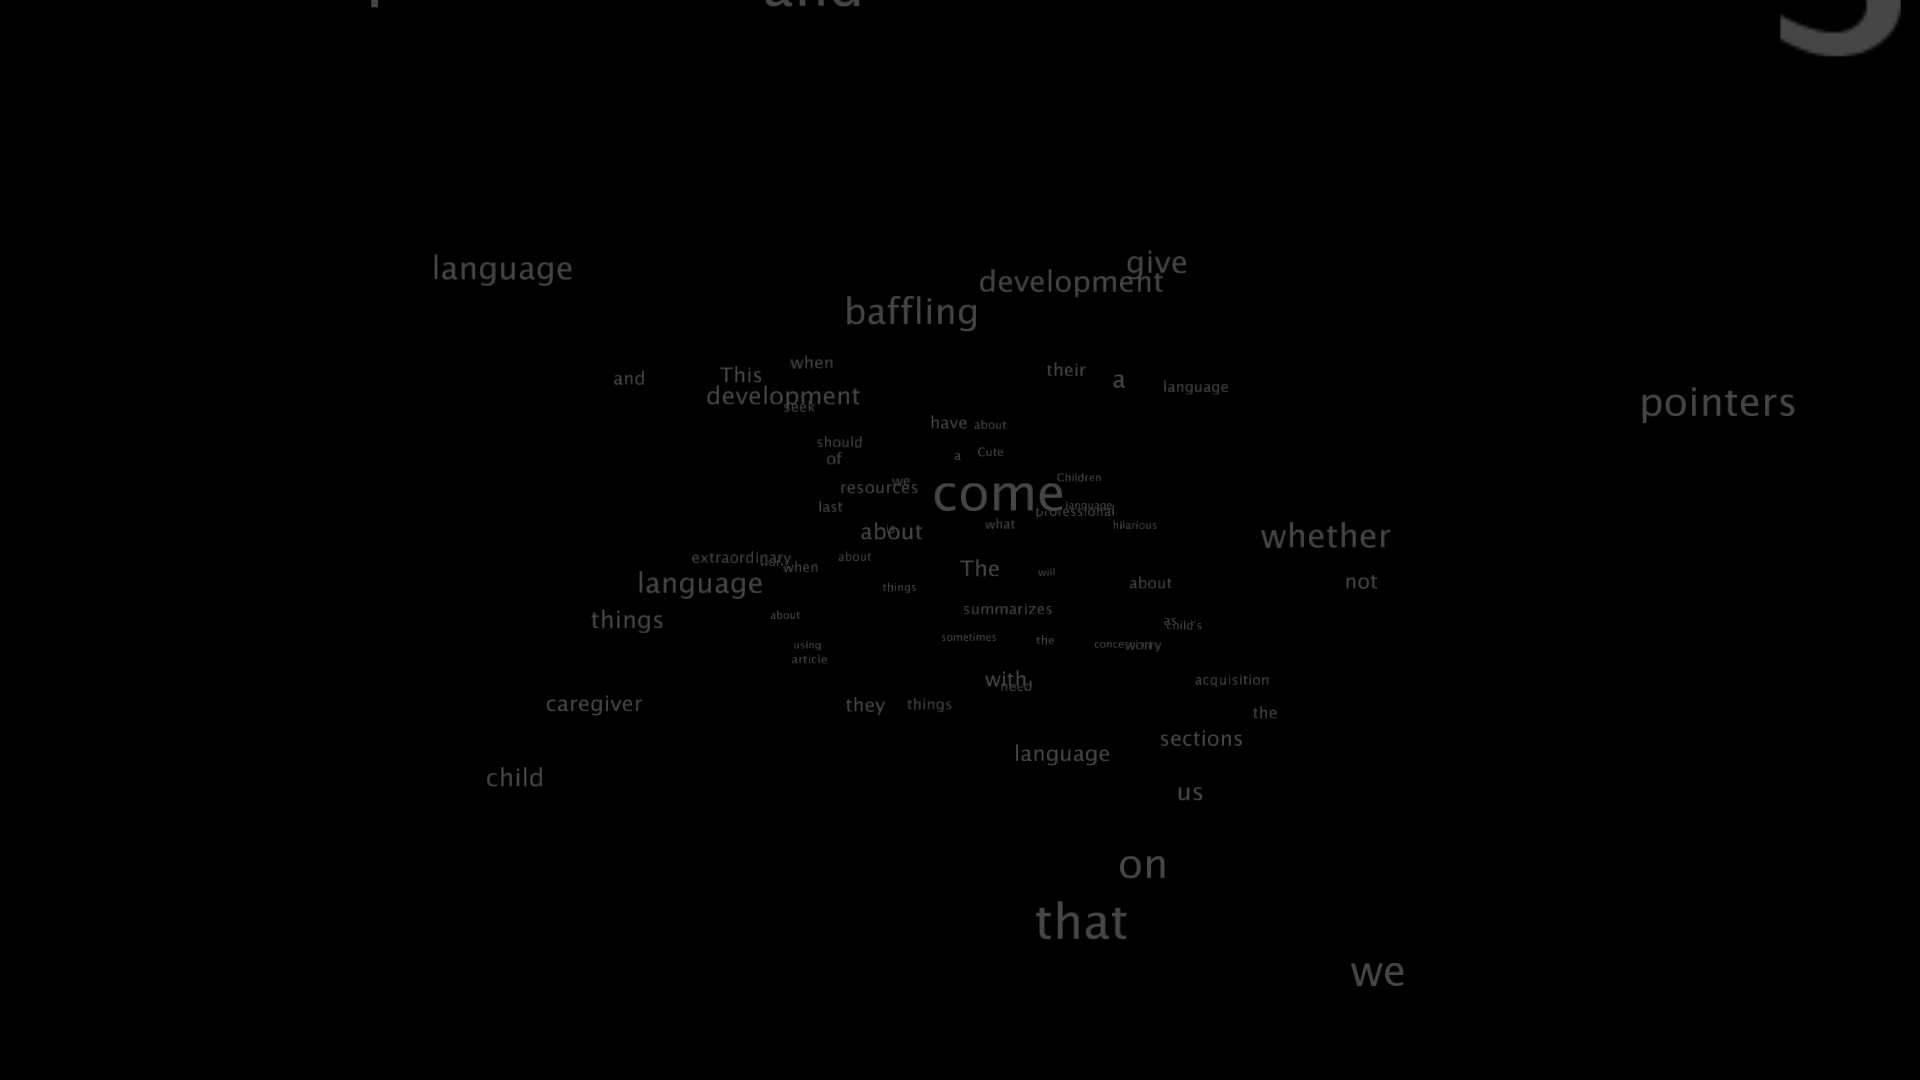 and
language
give
development
baffling
when
their
and
This
a
language
development
seek
have
about
should
a
Cute
of
we
Children
resources
come
language
last
professional
what
hilarious
about
is
whether
extraordinary
about
worry
when
The
will
language
about
not
things
summarizes
about
things
as
child's
sometimes
the
using
worry
article
with
need
acquisition
caregiver
they
things
the
sections
language
child
us
pointers
on
that
we